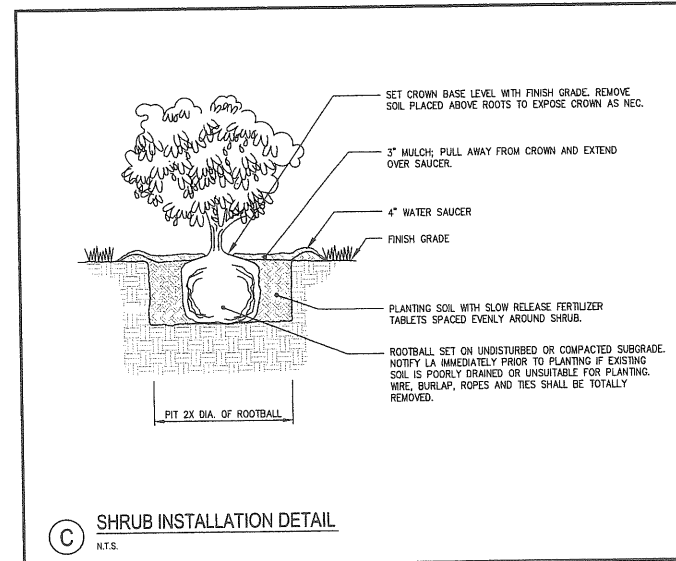 SET CROWN BASE LEVEL WITH FINISH GRADE. REMOVE
SOIL PLACED ABOVE ROOTS TO EXPOSE CROWN AS NEC.
3" MULCH; PULL AWAY FROM CROWN AND EXTEND
OVER SAUCER.
4" WATER SAUCER
FINISH GRADE
PLANTING SOIL WITH SLOW RELEASE FERTILIZER
TABLETS SPACED EVENLY AROUND SHRUB.
ROOTBALL SET ON UNDISTURBED OR COMPACTED SUBGRADE.
NOTIFY LA IMMEDIATELY PRIOR TO PLANTING IF EXISTING
SOIL IS POORLY DRAINED OR UNSUITABLE FOR PLANTING.
WIRE, BURLAP, ROPES AND TIES SHALL BE TOTALLY
REMOVED.
PIT 2X DIA. OF ROOTBALL
C SHRUB INSTALLATION DETAIL
N.T.S.